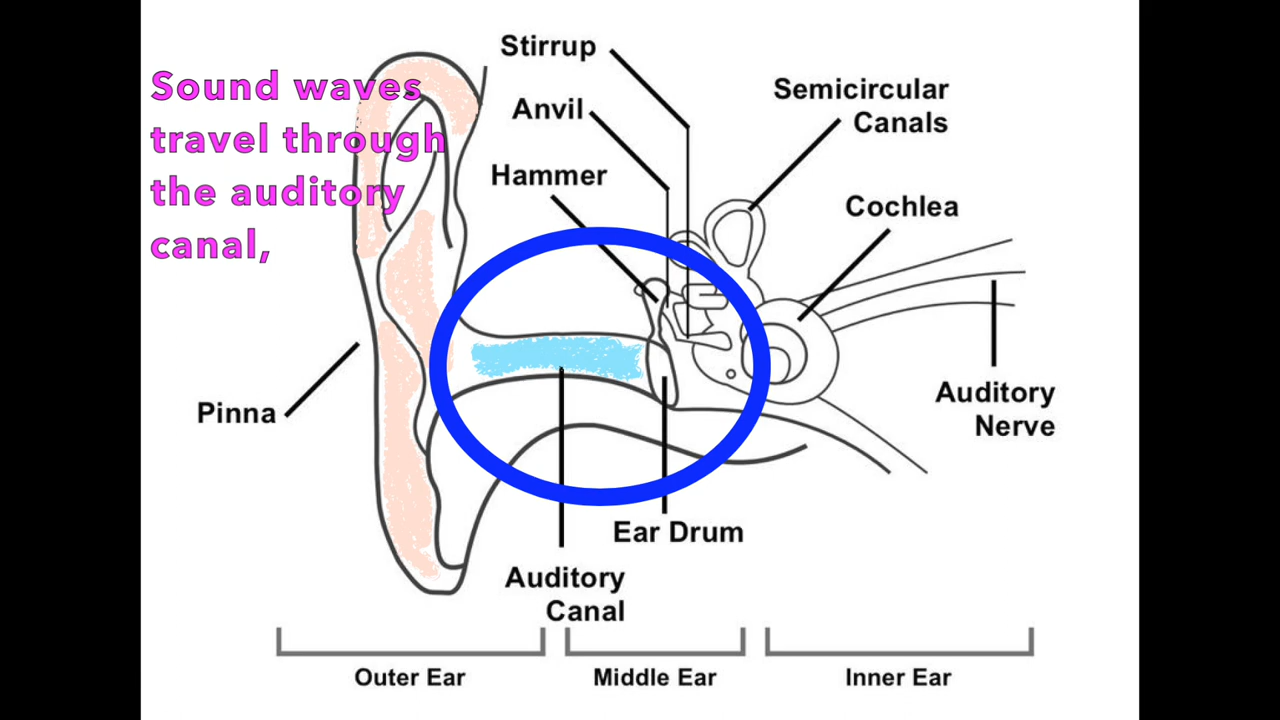 Sound waves
travel through
the auditory
canal,
Stirrup
Anvil
Hammer
Semicircular
Canals
Cochlea
Pinna
Auditory
Nerve
Ear Drum
Auditory
Canal
Outer Ear
Middle Ear
Inner Ear